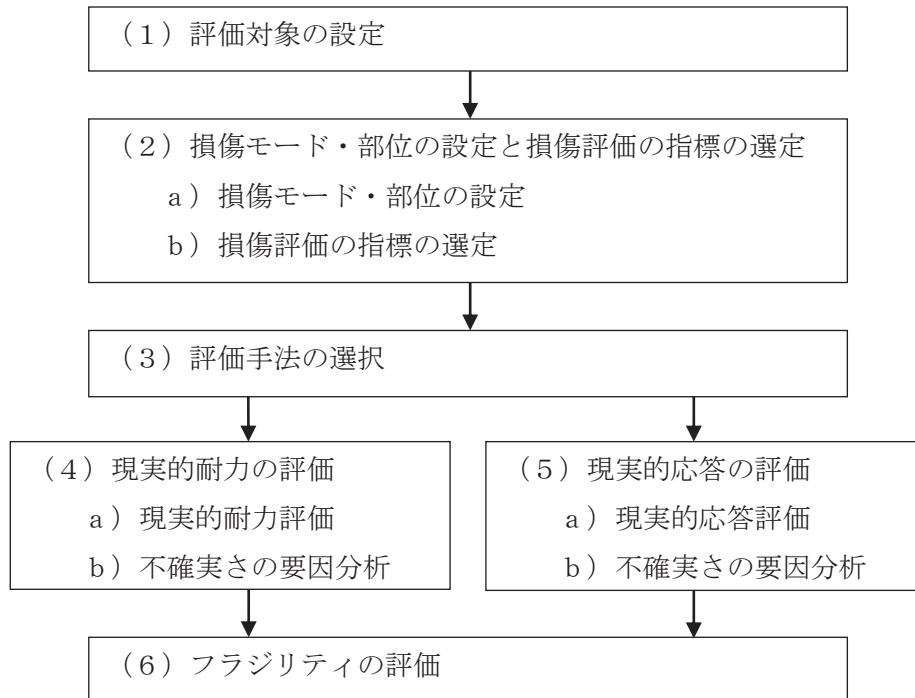 (1)評価対象の設定
(2)損傷モード・部位の設定と損傷評価の指標の選定
a)損傷モード・部位の設定
b)損傷評価の指標の選定
(3)評価手法の選択
(4)現実的耐力の評価
a)現実的耐力評価
b)不確実さの要因分析
(5)現実的応答の評価
a)現実的応答評価
b)不確実さの要因分析
(6)フラジリティの評価